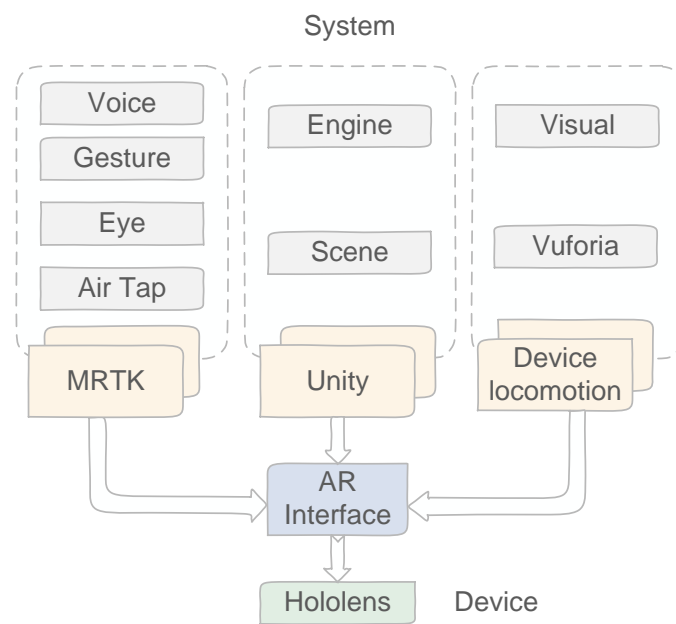 System
Voice
Gesture
Eye
Air Tap
MRTK
Engine
Scene
Unity
Visual
Vuforia
Device
locomotion
AR
Interface
Hololens
Device